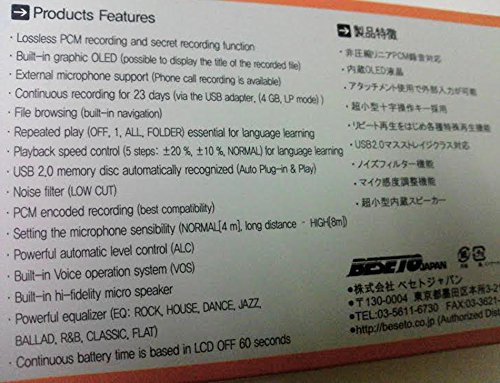 Products Features
· Lossless PCM recording and secret recording function
· Built-in graphic OLED (possible to display the title of the recorded file)
· External microphone support (Phone call recording is available)
· Continuous recording for 23 days (via the USB adapter, (4 GB, LP mode) )
· File browsing (built-in navigation)
· Repeated play (OFF, 1, ALL, FOLDER) essential for language learning
· Playback speed control (5 steps: ±20 %, ±10 %, NORMAL) for language learning
· USB 2.0 memory disc automatically recognized (Auto Plug-in & Play)
· Noise filter (LOW CUT)
· PCM encoded recording (best compatibility)
· Setting the microphone sensibility (NORMAL[4 m], long distance - HIGH[8m])
· Powerful automatic level control (ALC)
· Built-in Voice operation system (VOS)
· Built-in hi-fidelity micro speaker
· Powerful equalizer (EQ: ROCK, HOUSE, DANCE, JAZZ,
BALLAD, R&B, CLASSIC, FLAT)
· Continuous battery time is based in LCD OFF 60 seconds
製品特徴
· 非圧縮リニアPCM録音対応
· 内蔵OLED液晶
· アタッチメント使用で外部入力が可能
· 超小型十字操作キー採用
· リピート再生をはじめ各種特殊再生機能
· USB2.0マスストレイジクラス対応
· ノイズフィルター機能
· マイク感度調整機能
· 超小型内蔵スピーカー
BESETO JAPAN
●株式会社 ベセトジャパン
●〒130-0004 東京都墨田区本所3-21
●TEL:03-5611-6730 FAX:03-3621
●http://beseto.co.jp (Authorized Dist